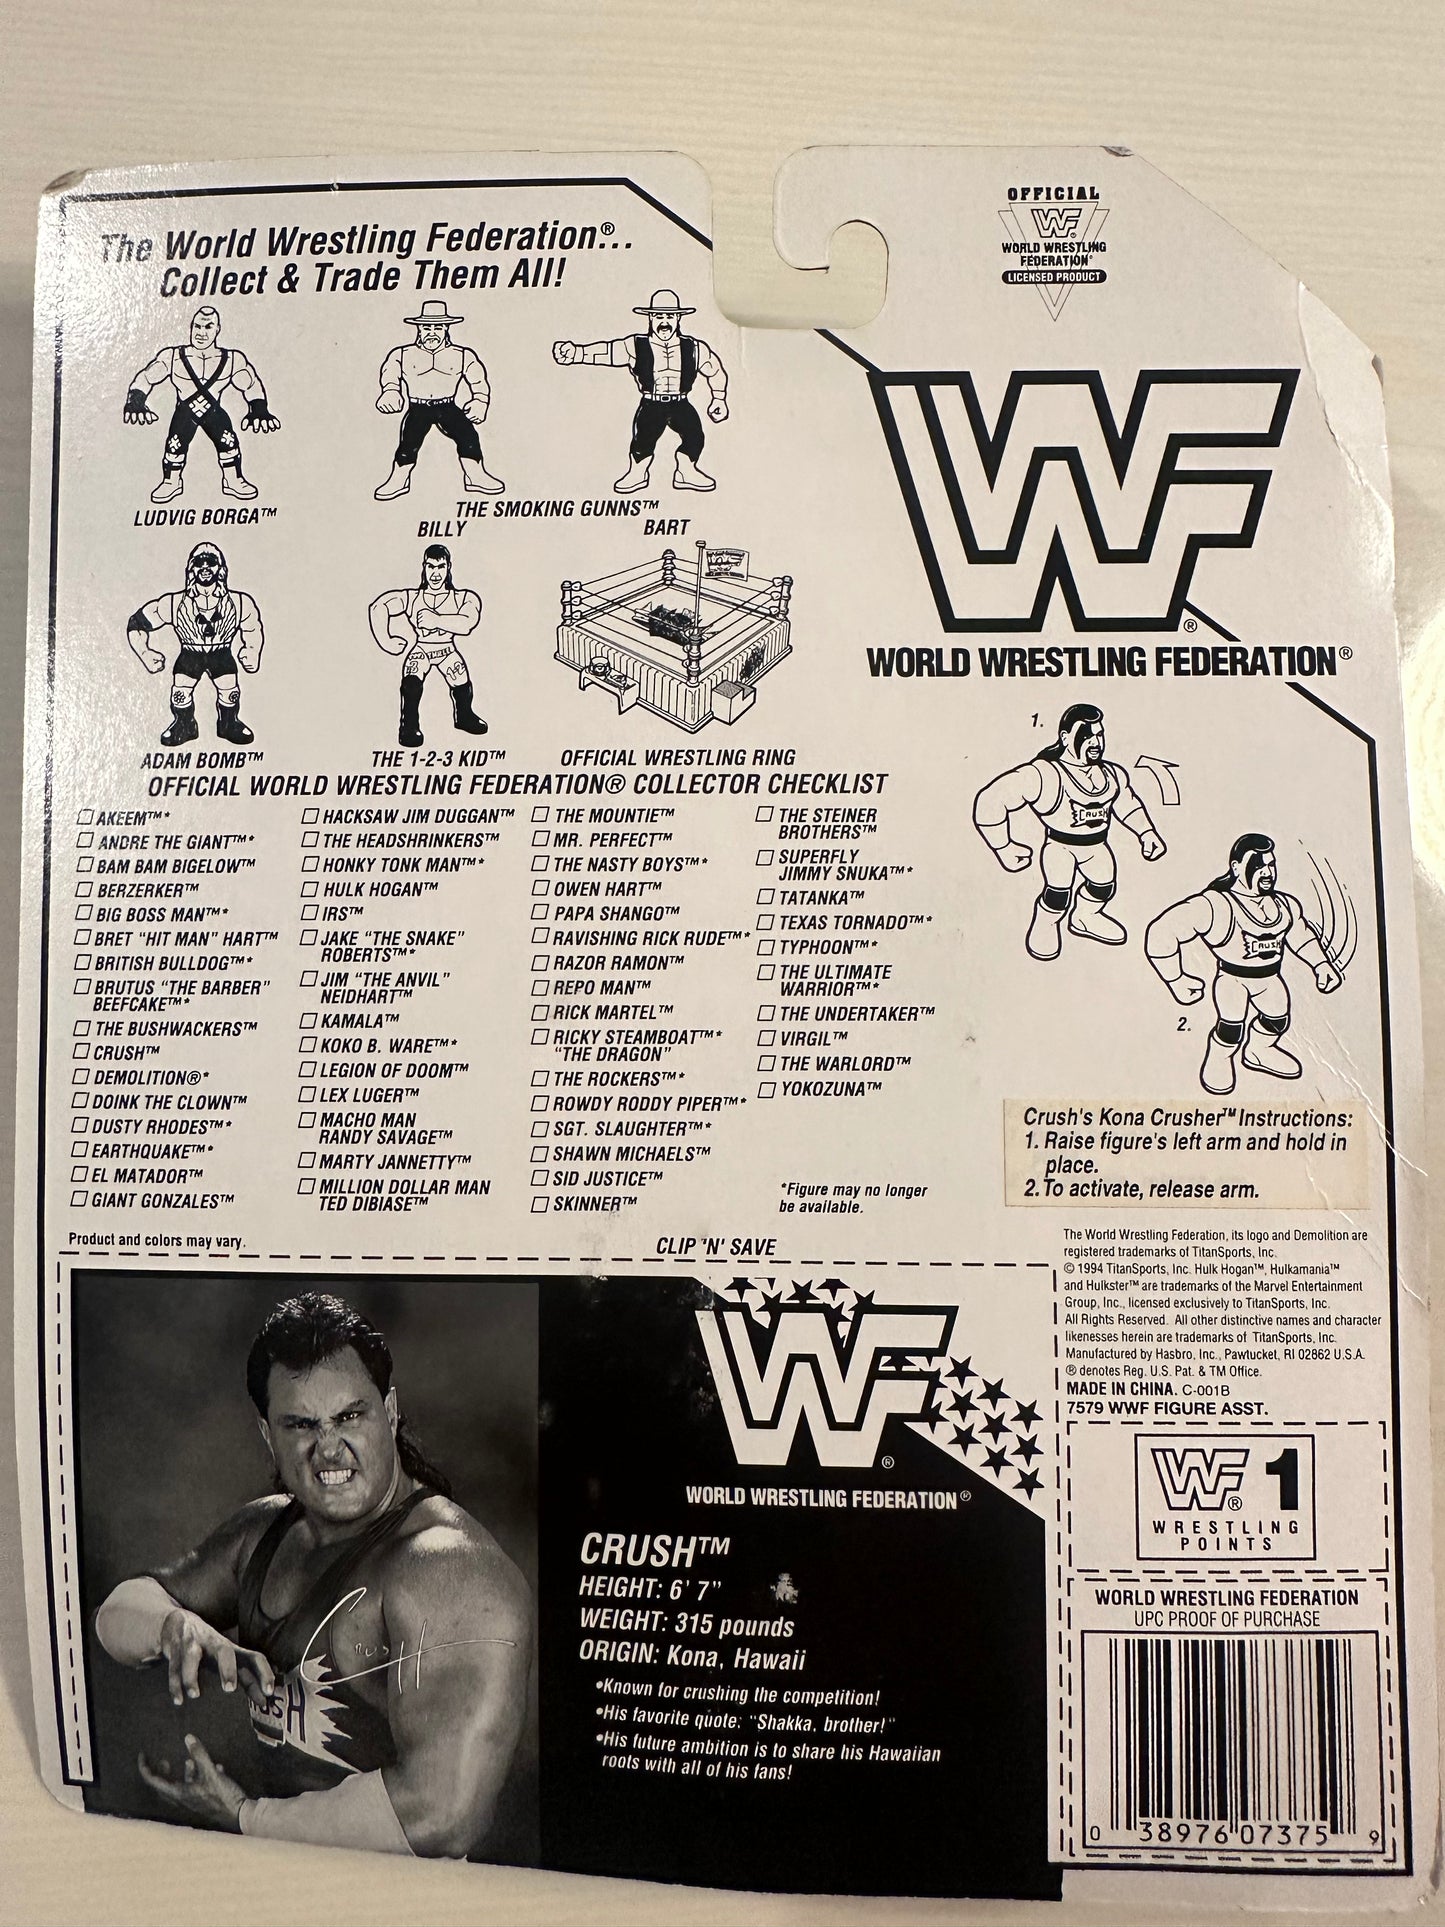 The World Wrestling Federation®...
Collect & Trade Them All!
OFFICIAL
WF®
WORLD WRESTLING
FEDERATION®
LICENSED PRODUCT
LUDVIG BORGA™
THE SMOKING GUNNS™
BILLY
BART
WF®
WORLD WRESTLING FEDERATION®
ADAM BOMB™
THE 1-2-3 KID™
OFFICIAL WRESTLING RING
OFFICIAL WORLD WRESTLING FEDERATION® COLLECTOR CHECKLIST
AKEEM™*
ANDRE THE GIANT™*
BAM BAM BIGELOW™
BERZERKER™
BIG BOSS MAN™*
BRET "HIT MAN" HART™
BRITISH BULLDOG™*
BRUTUS "THE BARBER"
BEEFCAKE™*
THE BUSHWACKERS™
CRUSH™
DEMOLITION®*
DOINK THE CLOWN™
DUSTY RHODES™*
EARTHQUAKE™*
EL MATADOR™
GIANT GONZALES™
HACKSAW JIM DUGGAN™
THE HEADSHRINKERS™
HONKY TONK MAN™*
HULK HOGAN™
IRS™
JAKE "THE SNAKE"
ROBERTS™*
JIM "THE ANVIL"
NEIDHART™
KAMALA™
KOKO B. WARE™*
LEGION OF DOOM™
LEX LUGER™
MACHO MAN
RANDY SAVAGE™
MARTY JANNETTY™
MILLION DOLLAR MAN
TED DIBIASE™
THE MOUNTIE™
MR. PERFECT™
THE NASTY BOYS™*
OWEN HART™
PAPA SHANGO™
RAVISHING RICK RUDE™*
RAZOR RAMON™
REPO MAN™
RICK MARTEL™
RICKY STEAMBOAT™*
"THE DRAGON"
THE ROCKERS™*
ROWDY RODDY PIPER™*
SGT. SLAUGHTER™*
SHAWN MICHAELS™
SID JUSTICE™
SKINNER™
THE STEINER
BROTHERS™
SUPERFLY
JIMMY SNUKA™*
TATANKA™
TEXAS TORNADO™*
TYPHOON™*
THE ULTIMATE
WARRIOR™*
THE UNDERTAKER™
VIRGIL™
THE WARLORD™
YOKOZUNA™
*Figure may no longer
be available.
1.
CRUSH
2.
CRUSH
Crush's Kona Crusher™ Instructions:
1. Raise figure's left arm and hold in
place.
2. To activate, release arm.
Product and colors may vary.
CLIP 'N' SAVE
The World Wrestling Federation, its logo and Demolition are
registered trademarks of TitanSports, Inc.
© 1994 TitanSports, Inc. Hulk Hogan™, Hulkamania™
and Hulkster™ are trademarks of the Marvel Entertainment
Group, Inc., licensed exclusively to TitanSports, Inc.
All Rights Reserved. All other distinctive names and character
likenesses herein are trademarks of TitanSports, Inc.
Manufactured by Hasbro, Inc., Pawtucket, RI 02862 U.S.A.
® denotes Reg. U.S. Pat. & TM Office.
MADE IN CHINA. C-001B
7579 WWF FIGURE ASST.
WF®
WORLD WRESTLING FEDERATION®
CRUSH™
HEIGHT: 6' 7"
WEIGHT: 315 pounds
ORIGIN: Kona, Hawaii
•Known for crushing the competition!
•His favorite quote: "Shakka, brother!"
•His future ambition is to share his Hawaiian
roots with all of his fans!
CRUSH
WF® 1
WRESTLING
POINTS
WORLD WRESTLING FEDERATION
UPC PROOF OF PURCHASE
0 38976 07375 9